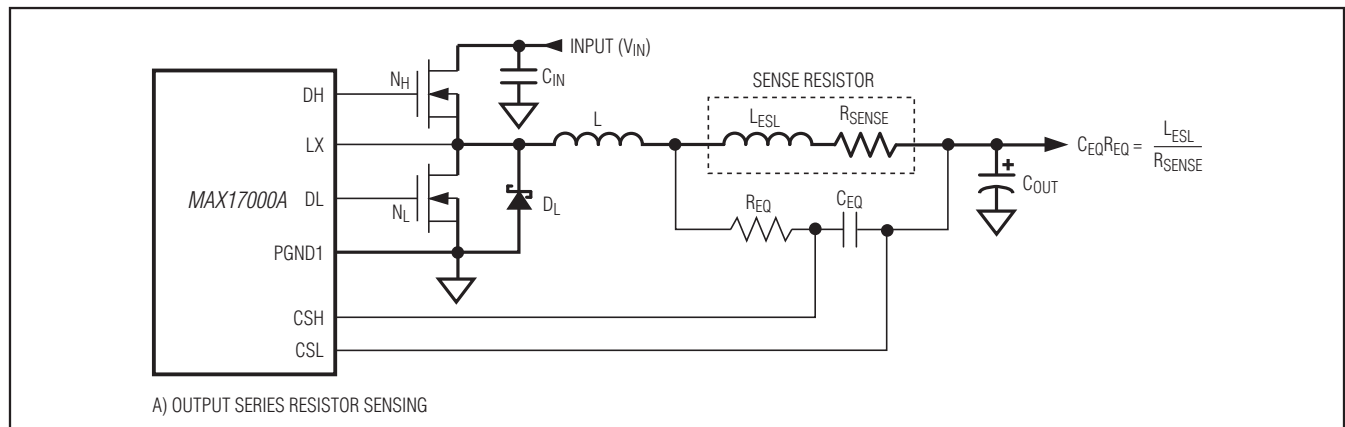 INPUT (VIN)
NH
CIN
SENSE RESISTOR
DH
LESL
RSENSE
L
LX
CEQREQ = LESL / RSENSE
+
COUT
MAX17000A
DL
NL
DL
REQ
CEQ
PGND1
CSH
CSL
A) OUTPUT SERIES RESISTOR SENSING